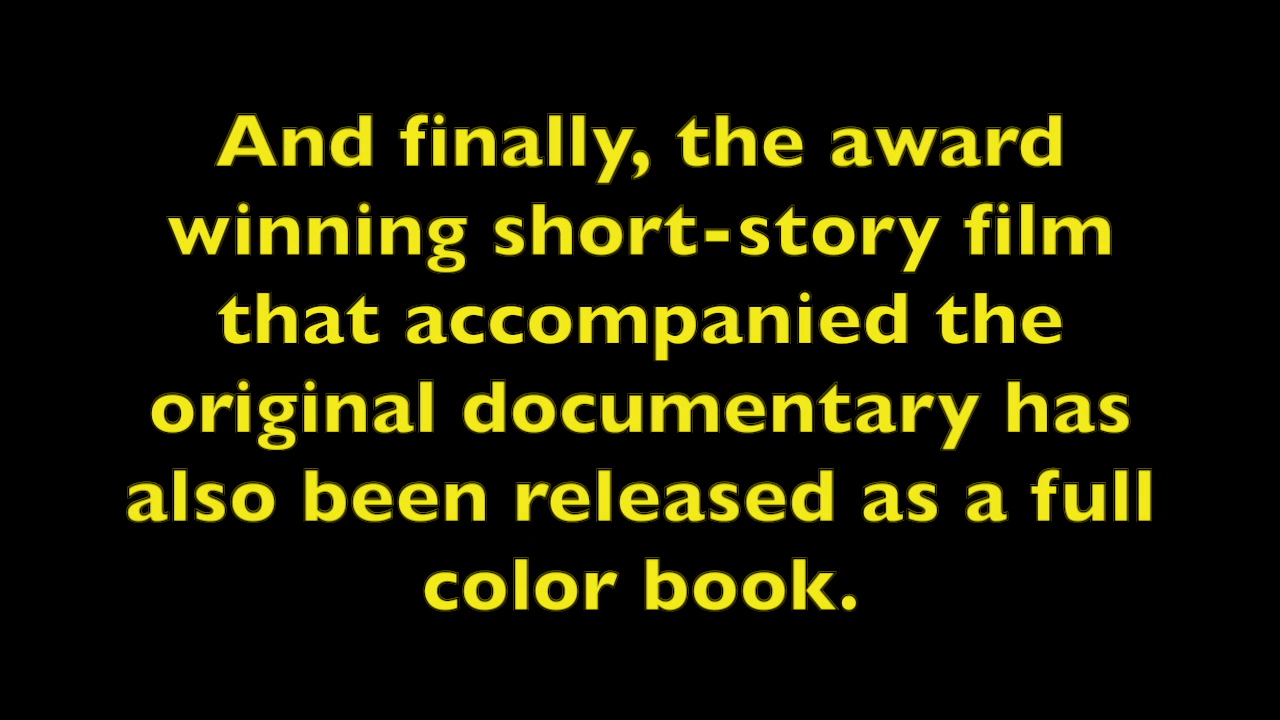 And finally, the award
winning short-story film
that accompanied the
original documentary has
also been released as a full
color book.